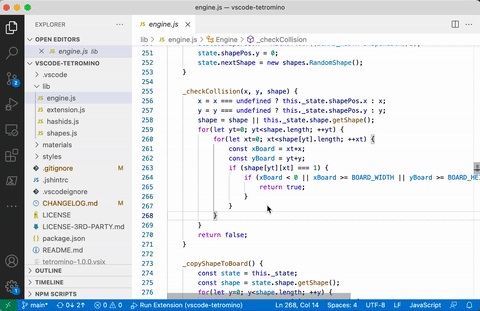 engine.js — vscode-tetromino
EXPLORER
OPEN EDITORS
engine.js lib
VSCODE-TETROMINO
.vscode
lib
engine.js
extension.js
hashids.js
shapes.js
materials
styles
.gitignore M
.jshintrc
.vscodeignore
CHANGELOG.md M
LICENSE
LICENSE-3RD-PARTY.md
package.json
README.md
tetromino-1.0.0.vsix
OUTLINE
TIMELINE
NPM SCRIPTS
engine.js
lib > engine.js > Engine > _checkCollision
251 state.shapePos.y = 0;
252 state.nextShape = new shapes.RandomShape();
253 }
254
255 _checkCollision(x, y, shape) {
256 x = x === undefined ? this._state.shapePos.x : x;
257 y = y === undefined ? this._state.shapePos.y : y;
258 shape = shape || this._state.shape.getShape();
259 for(let yt=0; yt<shape.length; ++yt) {
260 for(let xt=0; xt<shape[yt].length; ++xt) {
261 const xBoard = xt+x;
262 const yBoard = yt+y;
263 if (shape[yt][xt] === 1) {
264 if (xBoard < 0 || xBoard >= BOARD_WIDTH || yBoard >= BOARD_HE
265 return true;
266 }
267 }
268 }
269 }
270 return false;
271 }
272
273 _copyShapeToBoard() {
274 const state = this._state;
275 const shape = state.shape.getShape();
276 for(let y=0; y<shape.length; ++y) {
main* 0↓ 2↑ 0 0 Run Extension (vscode-tetromino) Ln 268, Col 14 Spaces: 4 UTF-8 LF JavaScript